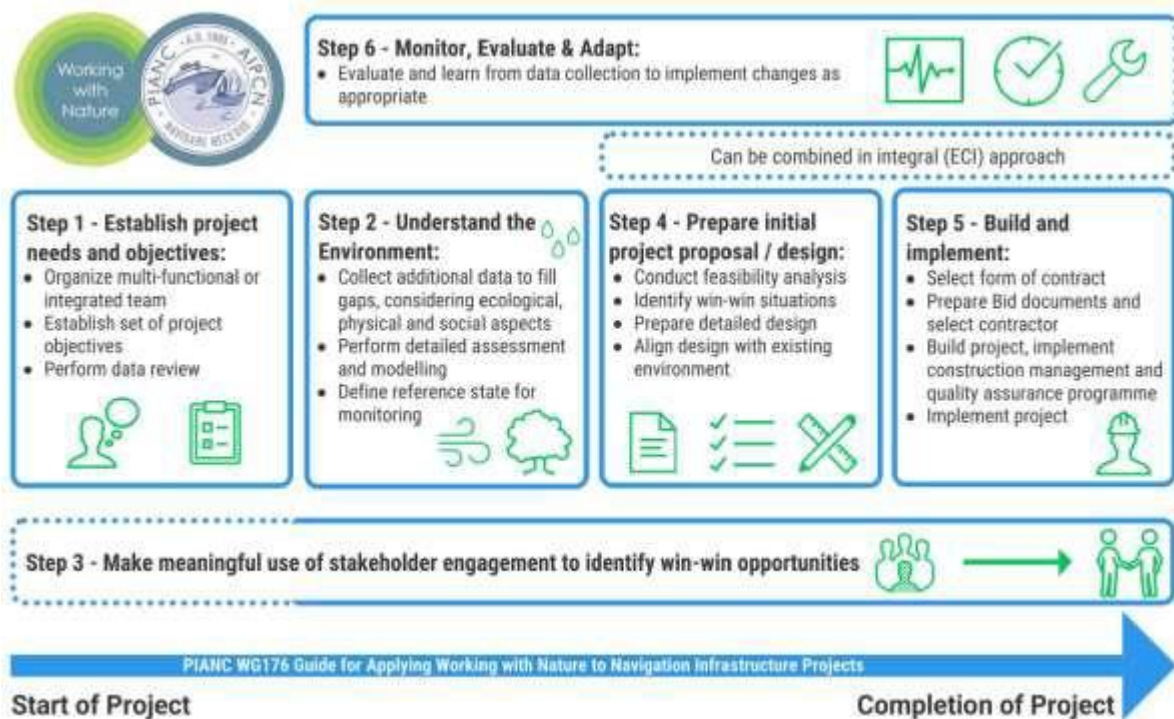 Working
with
Nature
PIANC · A.D. 1885 · AIPCN
NAVIGARE NECESSE
Step 6 - Monitor, Evaluate & Adapt:
• Evaluate and learn from data collection to implement changes as
appropriate
Can be combined in integral (ECI) approach
Step 1 - Establish project
needs and objectives:
• Organize multi-functional or
integrated team
• Establish set of project
objectives
• Perform data review
Step 2 - Understand the
Environment:
• Collect additional data to fill
gaps, considering ecological,
physical and social aspects
• Perform detailed assessment
and modelling
• Define reference state for
monitoring
Step 4 - Prepare initial
project proposal / design:
• Conduct feasibility analysis
• Identify win-win situations
• Prepare detailed design
• Align design with existing
environment
Step 5 - Build and
implement:
• Select form of contract
• Prepare Bid documents and
select contractor
• Build project, implement
construction management and
quality assurance programme
• Implement project
Step 3 - Make meaningful use of stakeholder engagement to identify win-win opportunities
PIANC WG176 Guide for Applying Working with Nature to Navigation Infrastructure Projects
Start of Project
Completion of Project